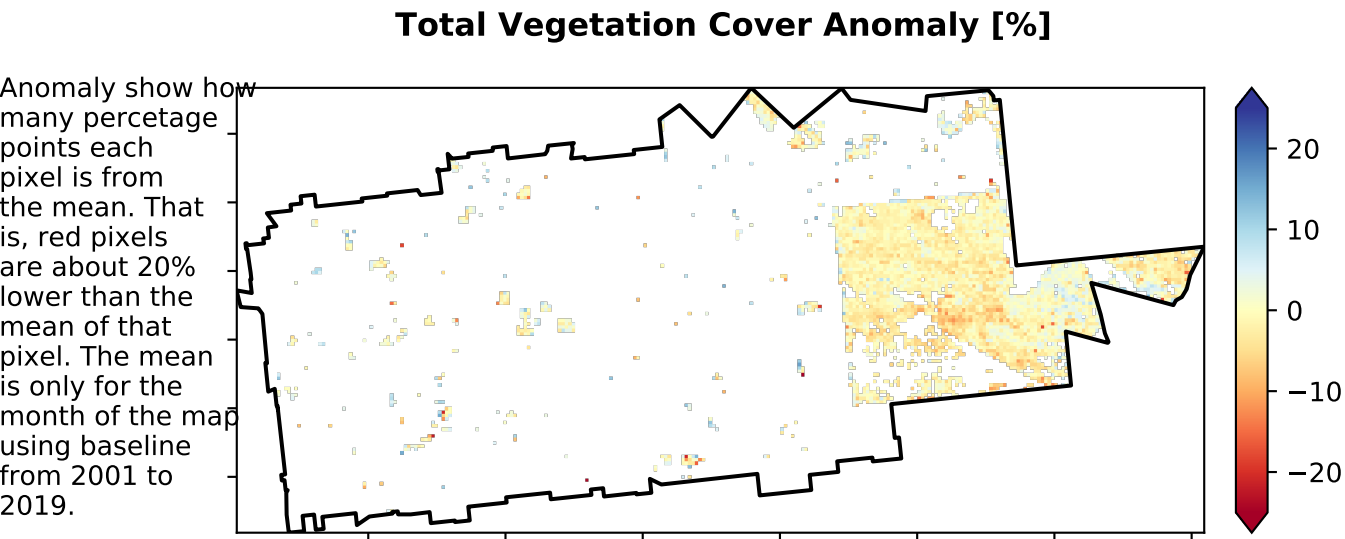 Total Vegetation Cover Anomaly [%]
Anomaly show how
many percetage
points each
pixel is from
the mean. That
is, red pixels
are about 20%
lower than the
mean of that
pixel. The mean
is only for the
month of the map
using baseline
from 2001 to
2019.
20
10
0
−10
−20